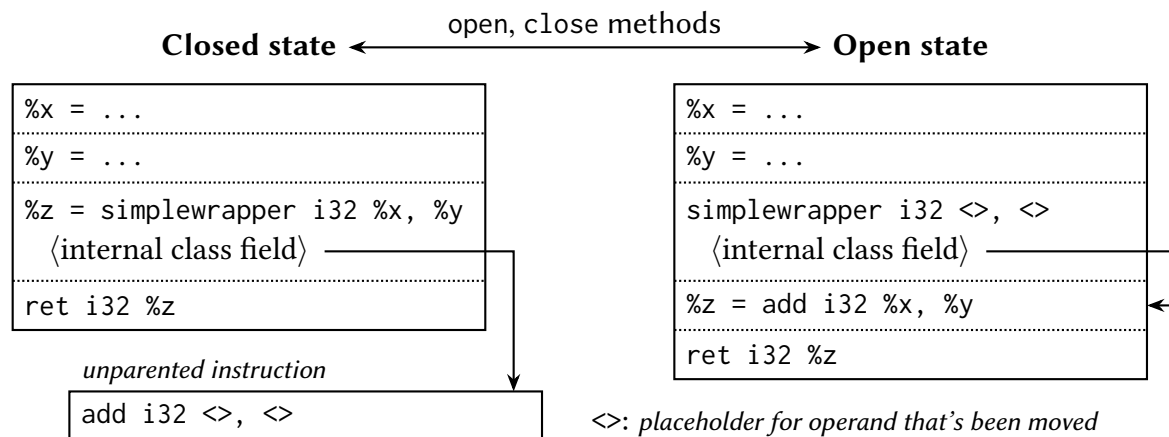 open, close methods
Closed state
Open state
%x = ...
%y = ...
%z = simplewrapper i32 %x, %y
⟨internal class field⟩
ret i32 %z
unparented instruction
add i32 <>, <>
%x = ...
%y = ...
simplewrapper i32 <>, <>
⟨internal class field⟩
%z = add i32 %x, %y
ret i32 %z
<>: placeholder for operand that's been moved